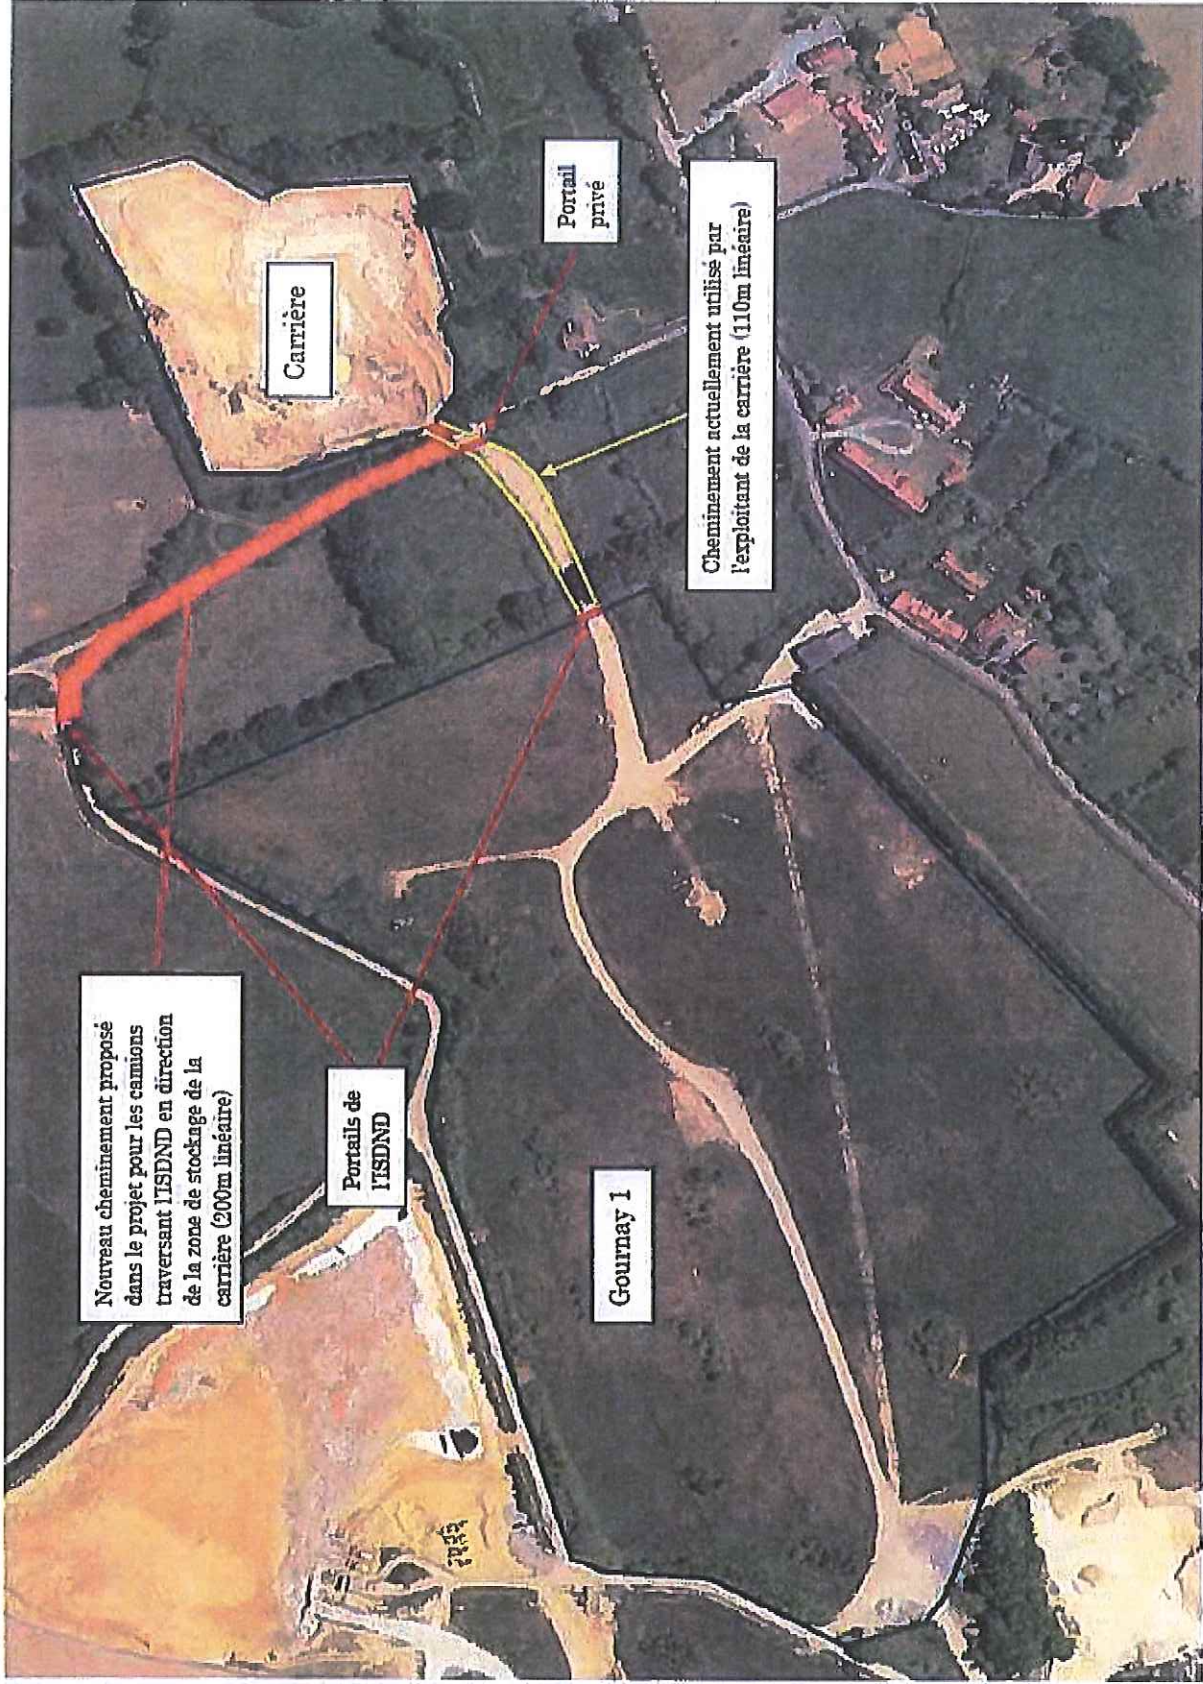 Nouveau cheminement proposé
dans le projet pour les camions
traversant l'ISDND en direction
de la zone de stockage de la
carrière (200m linéaire)
Portails de
l'ISDND
Gournay 1
Carrière
Portail
privé
Cheminement actuellement utilisé par
l'exploitant de la carrière (110m linéaire)